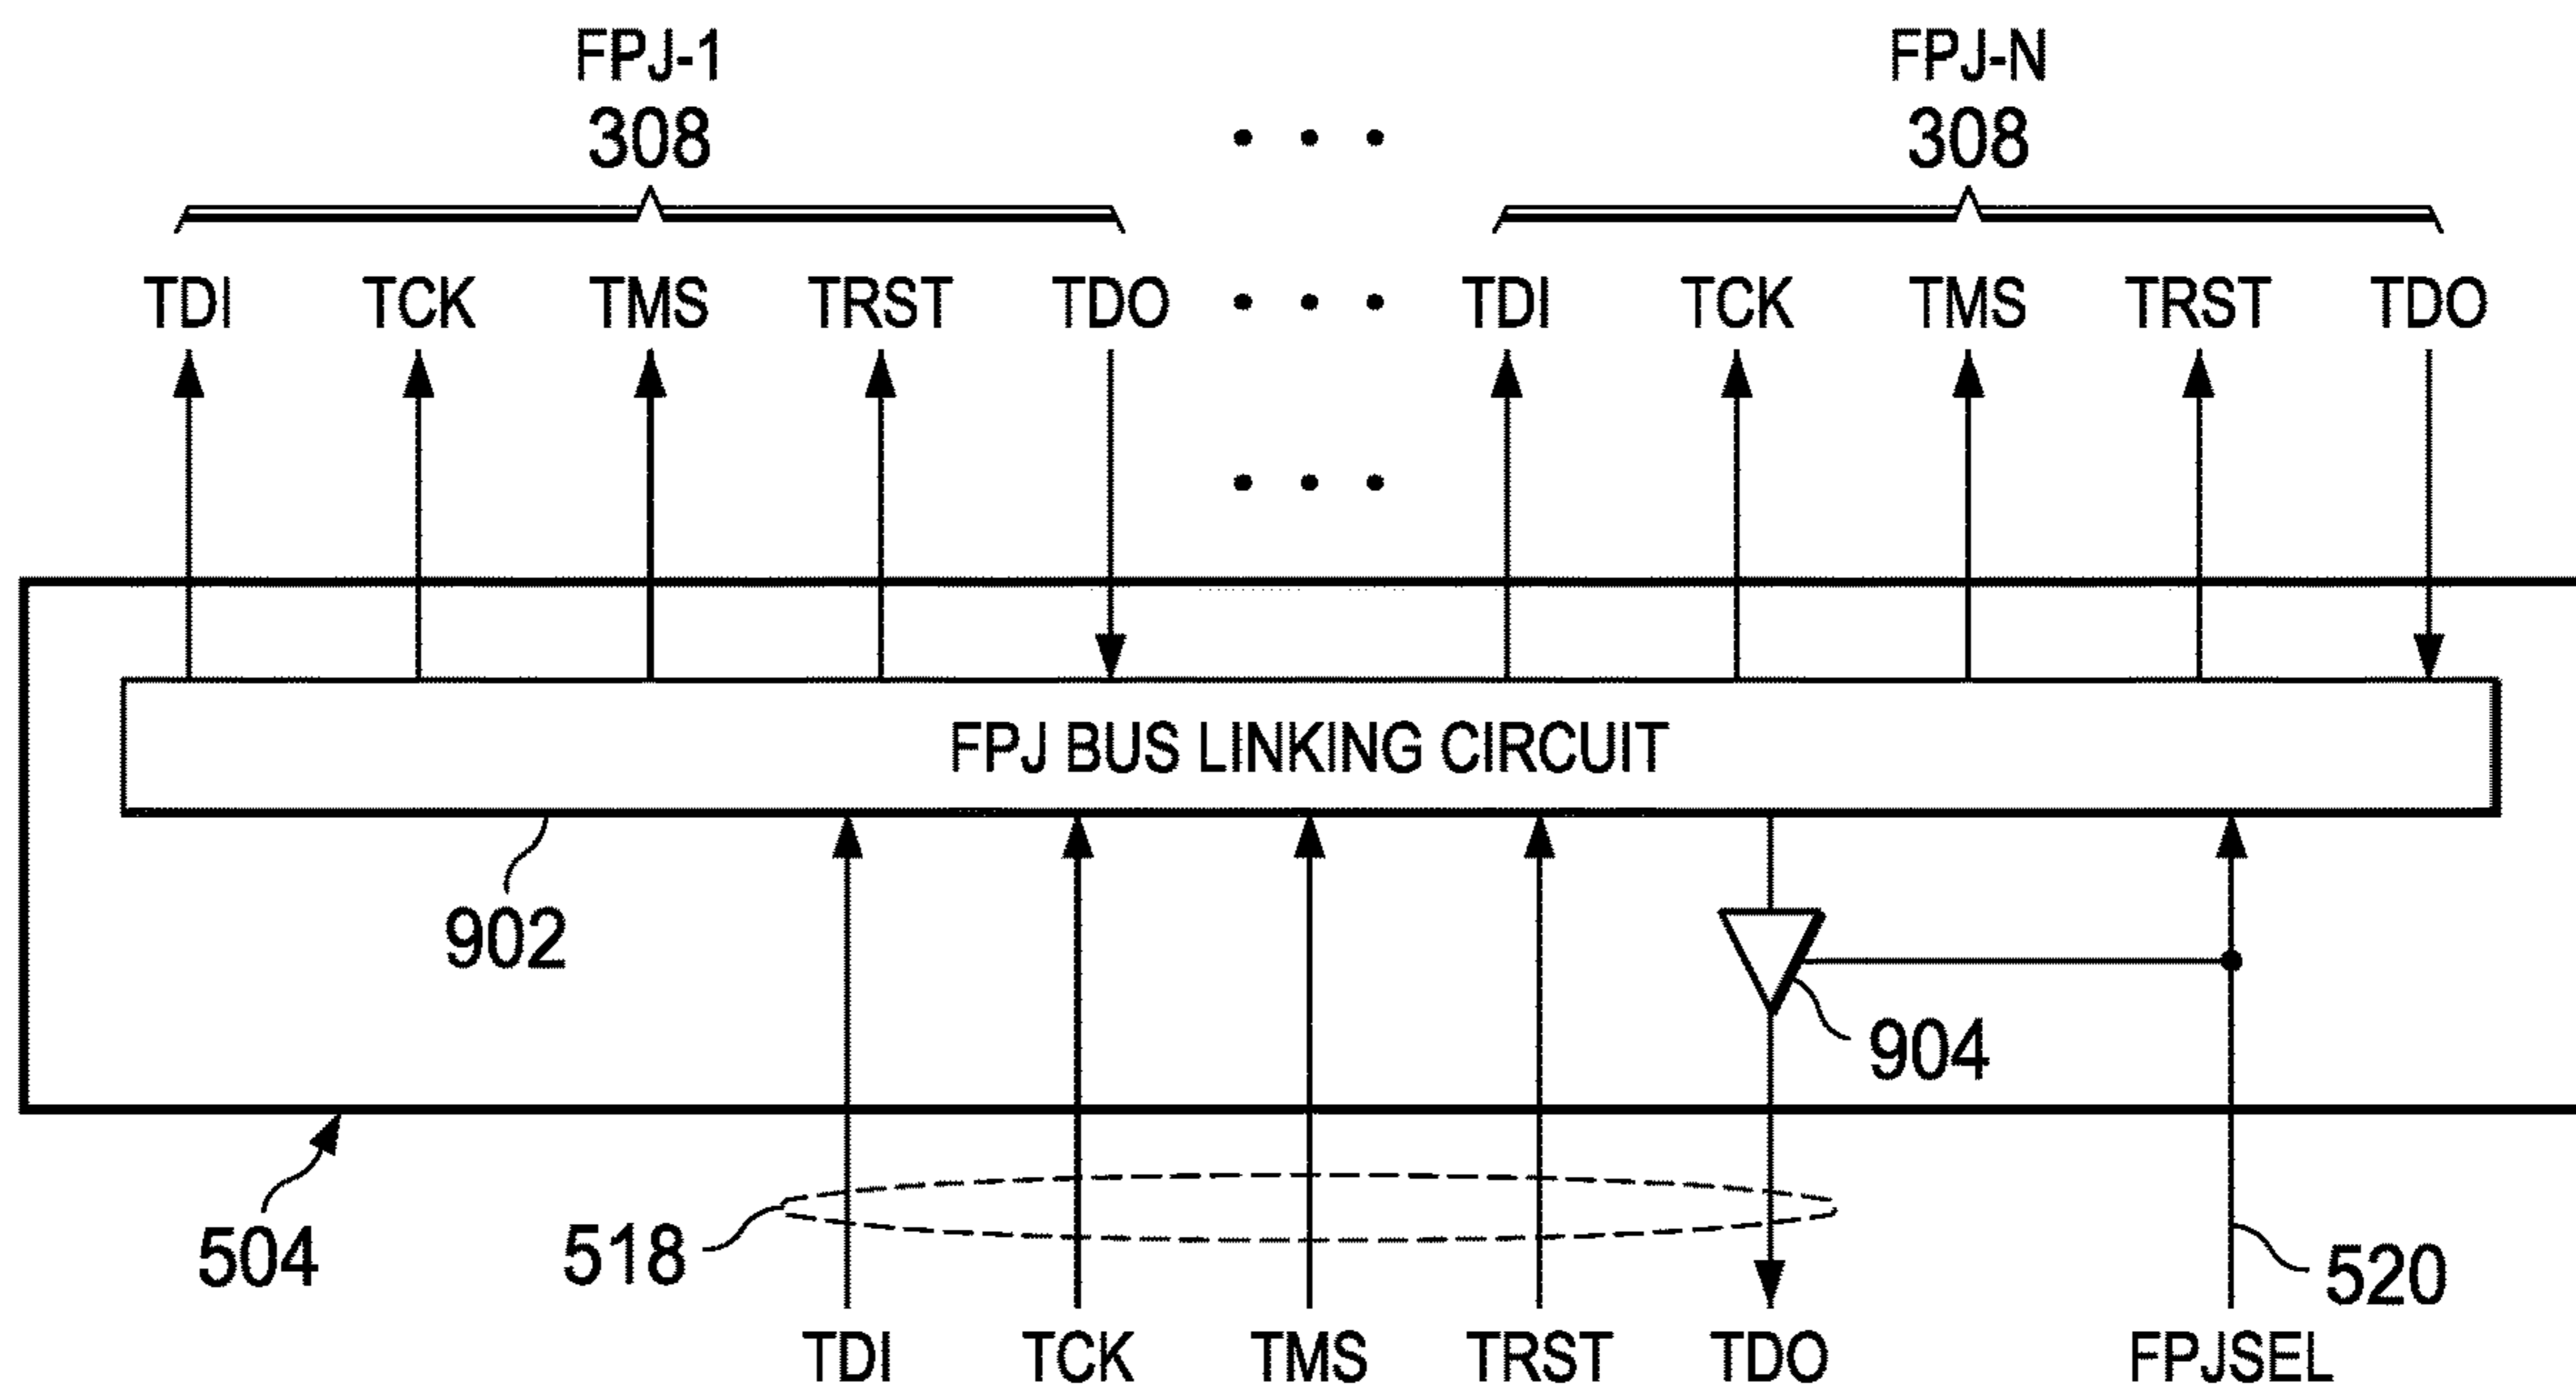 FPJ-1 FPJ-N
308 • • • 308
TDI TCK TMS TRST TDO • • • TDI TCK TMS TRST TDO
• • •
FPJ BUS LINKING CIRCUIT
902
904
504 518 520
TDI TCK TMS TRST TDO FPJSEL